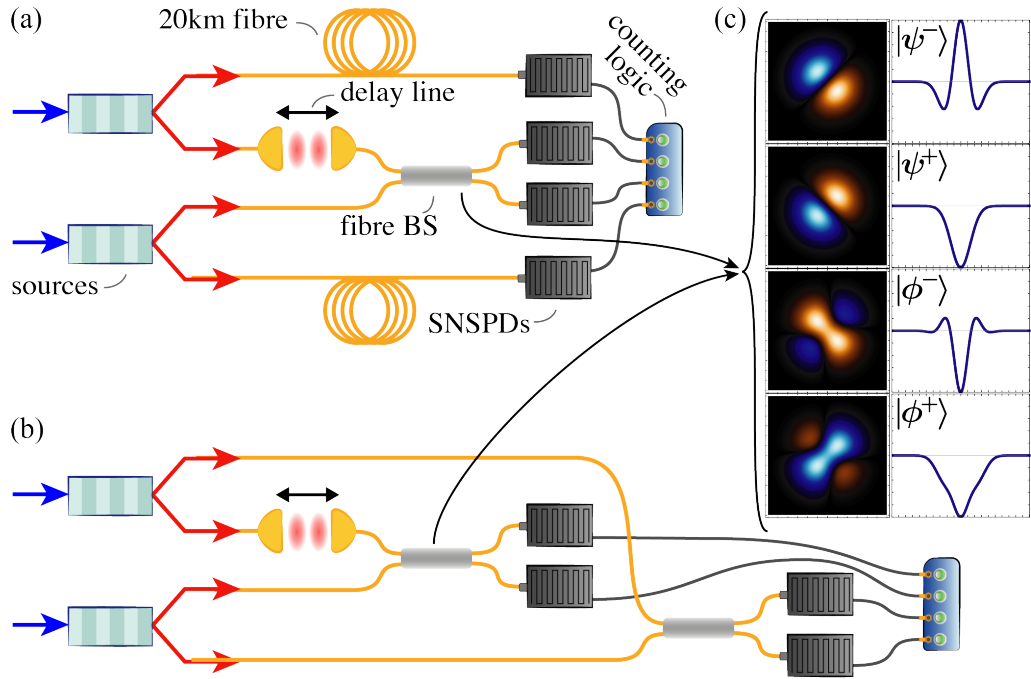 (a)
20km fibre
delay line
counting
logic
fibre BS
sources
SNSPDs
(b)
(c)
|ψ⁻⟩
|ψ⁺⟩
|ϕ⁻⟩
|ϕ⁺⟩